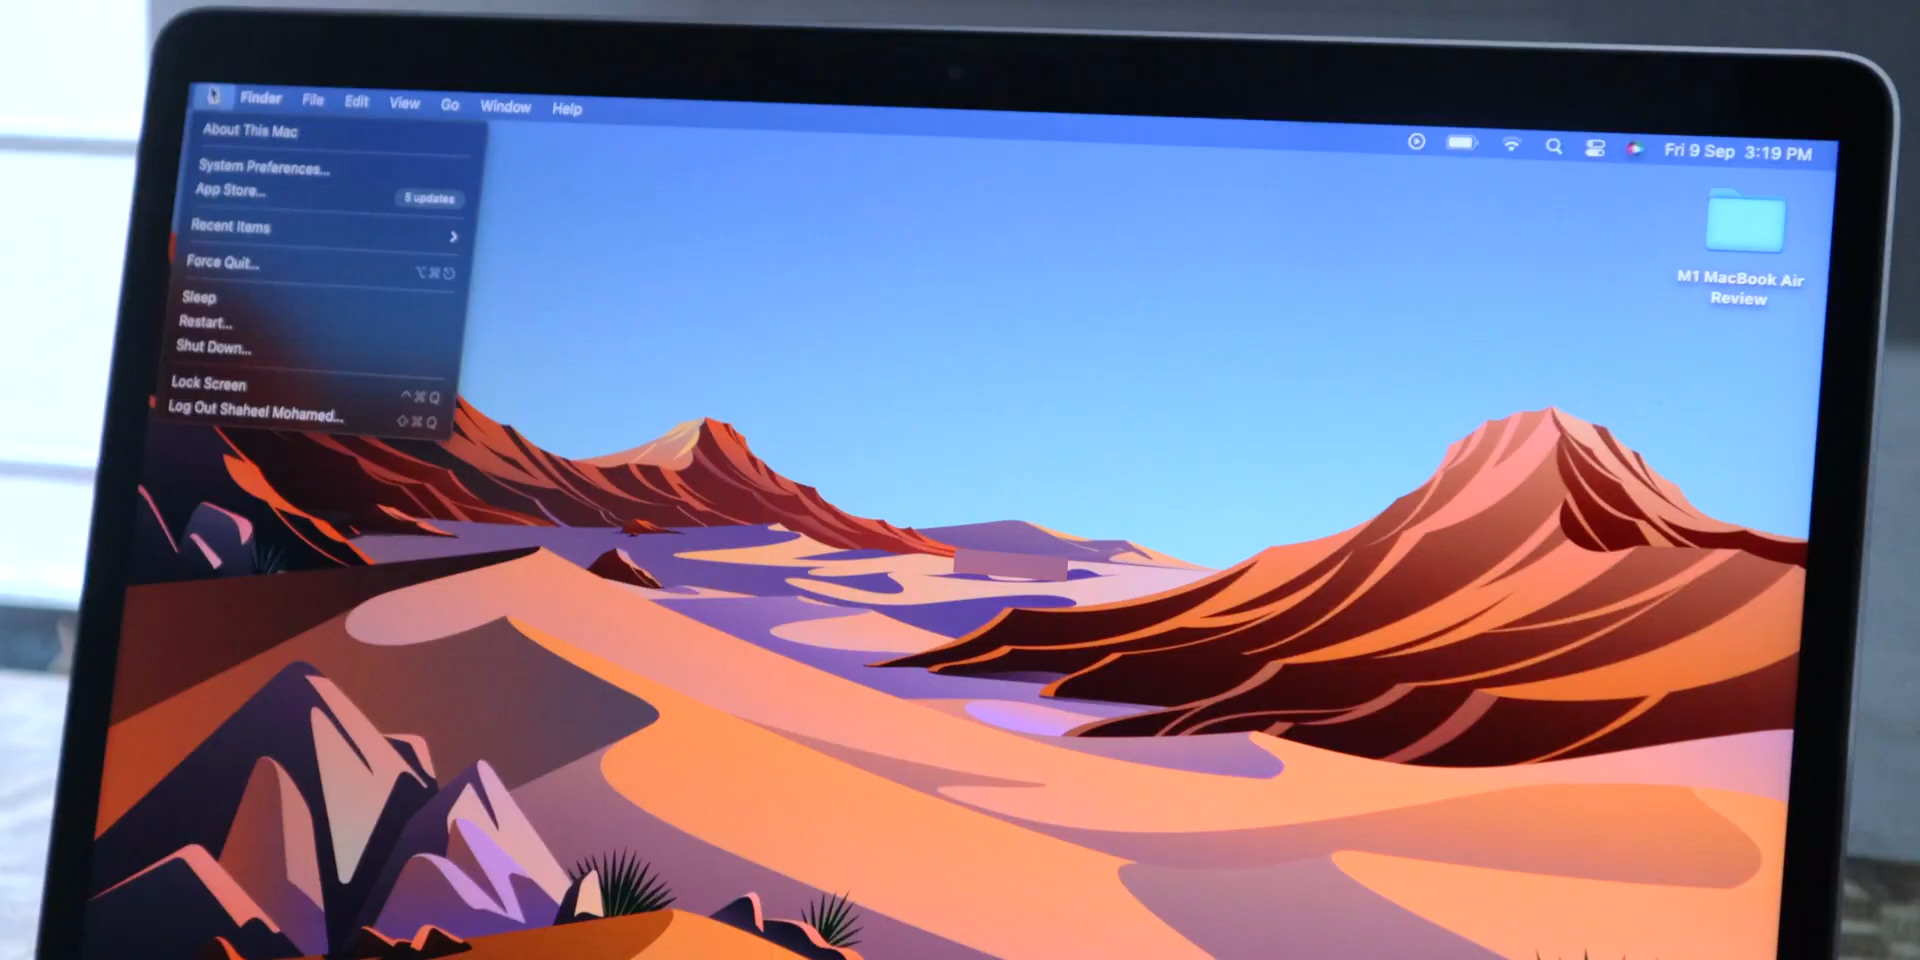 Finder File Edit View Go Window Help
Fri 9 Sep 3:19 PM
About This Mac
System Preferences...
App Store... 5 updates
Recent Items
Force Quit... ⌥⌘⎋
Sleep
Restart...
Shut Down...
Lock Screen ^⌘Q
Log Out Shaheel Mohamed... ⇧⌘Q
M1 MacBook Air
Review